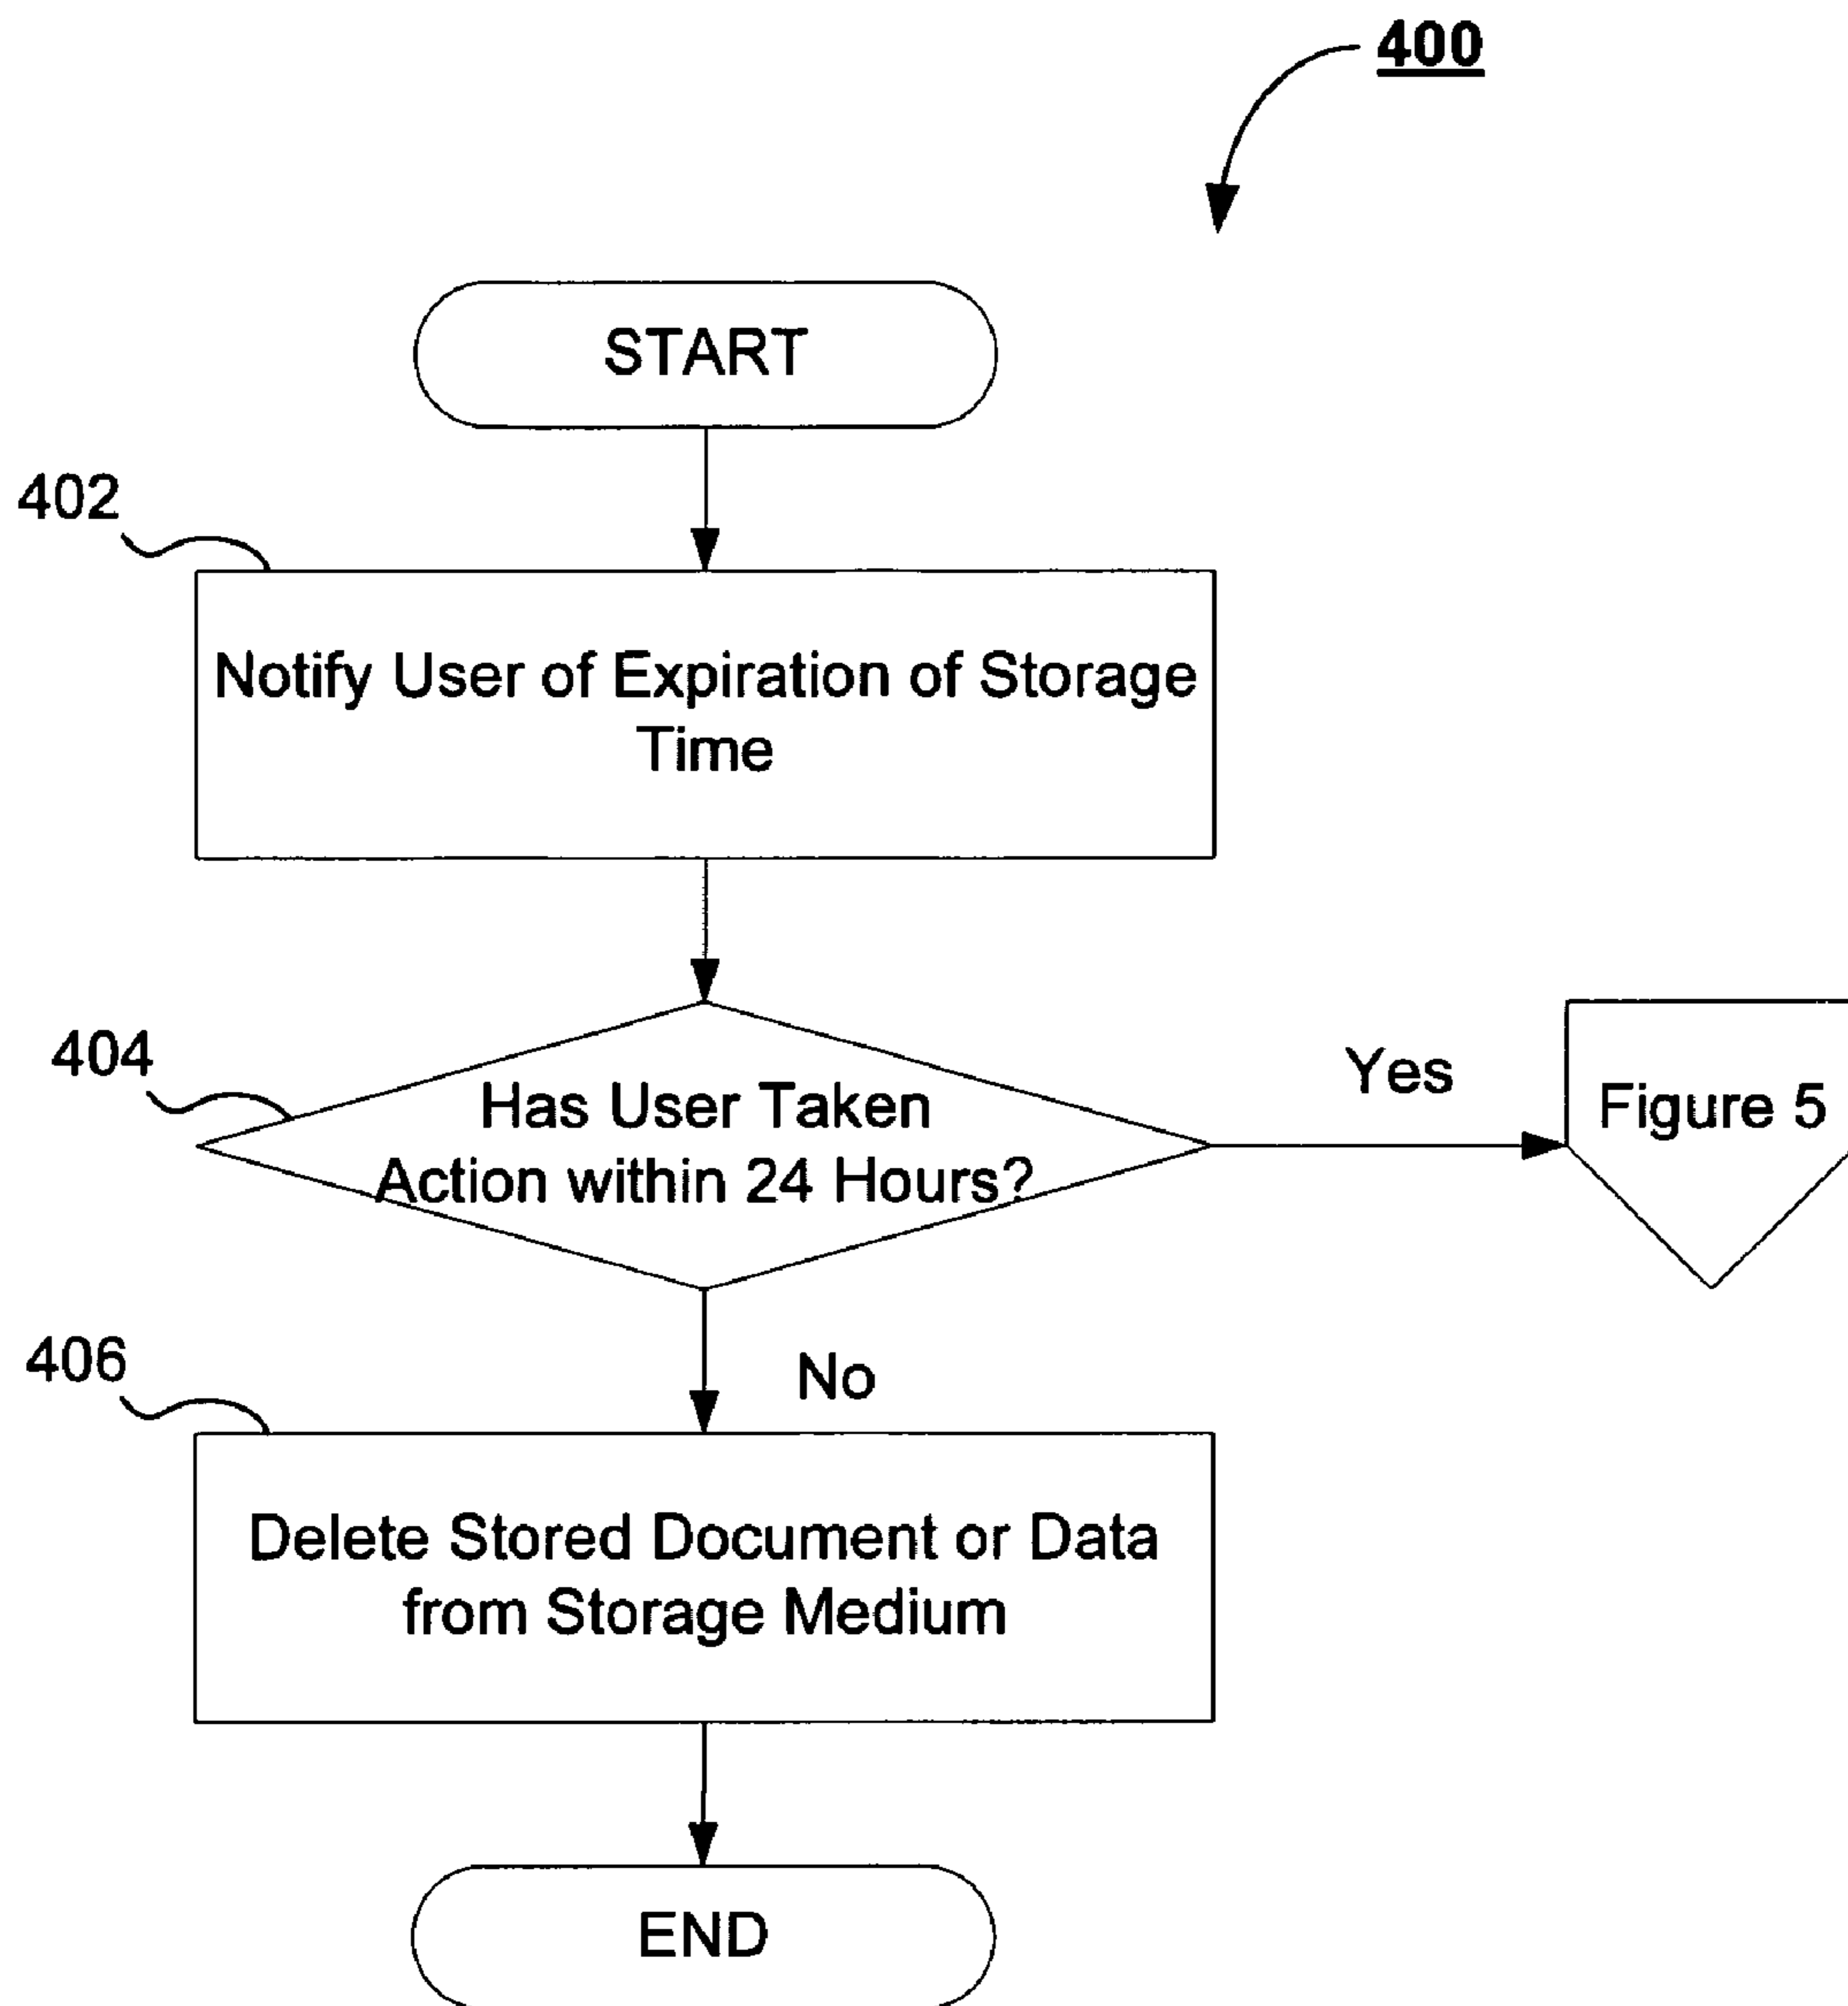 400
START
402
Notify User of Expiration of Storage
Time
404
Has User Taken
Action within 24 Hours?
Yes
Figure 5
406
No
Delete Stored Document or Data
from Storage Medium
END